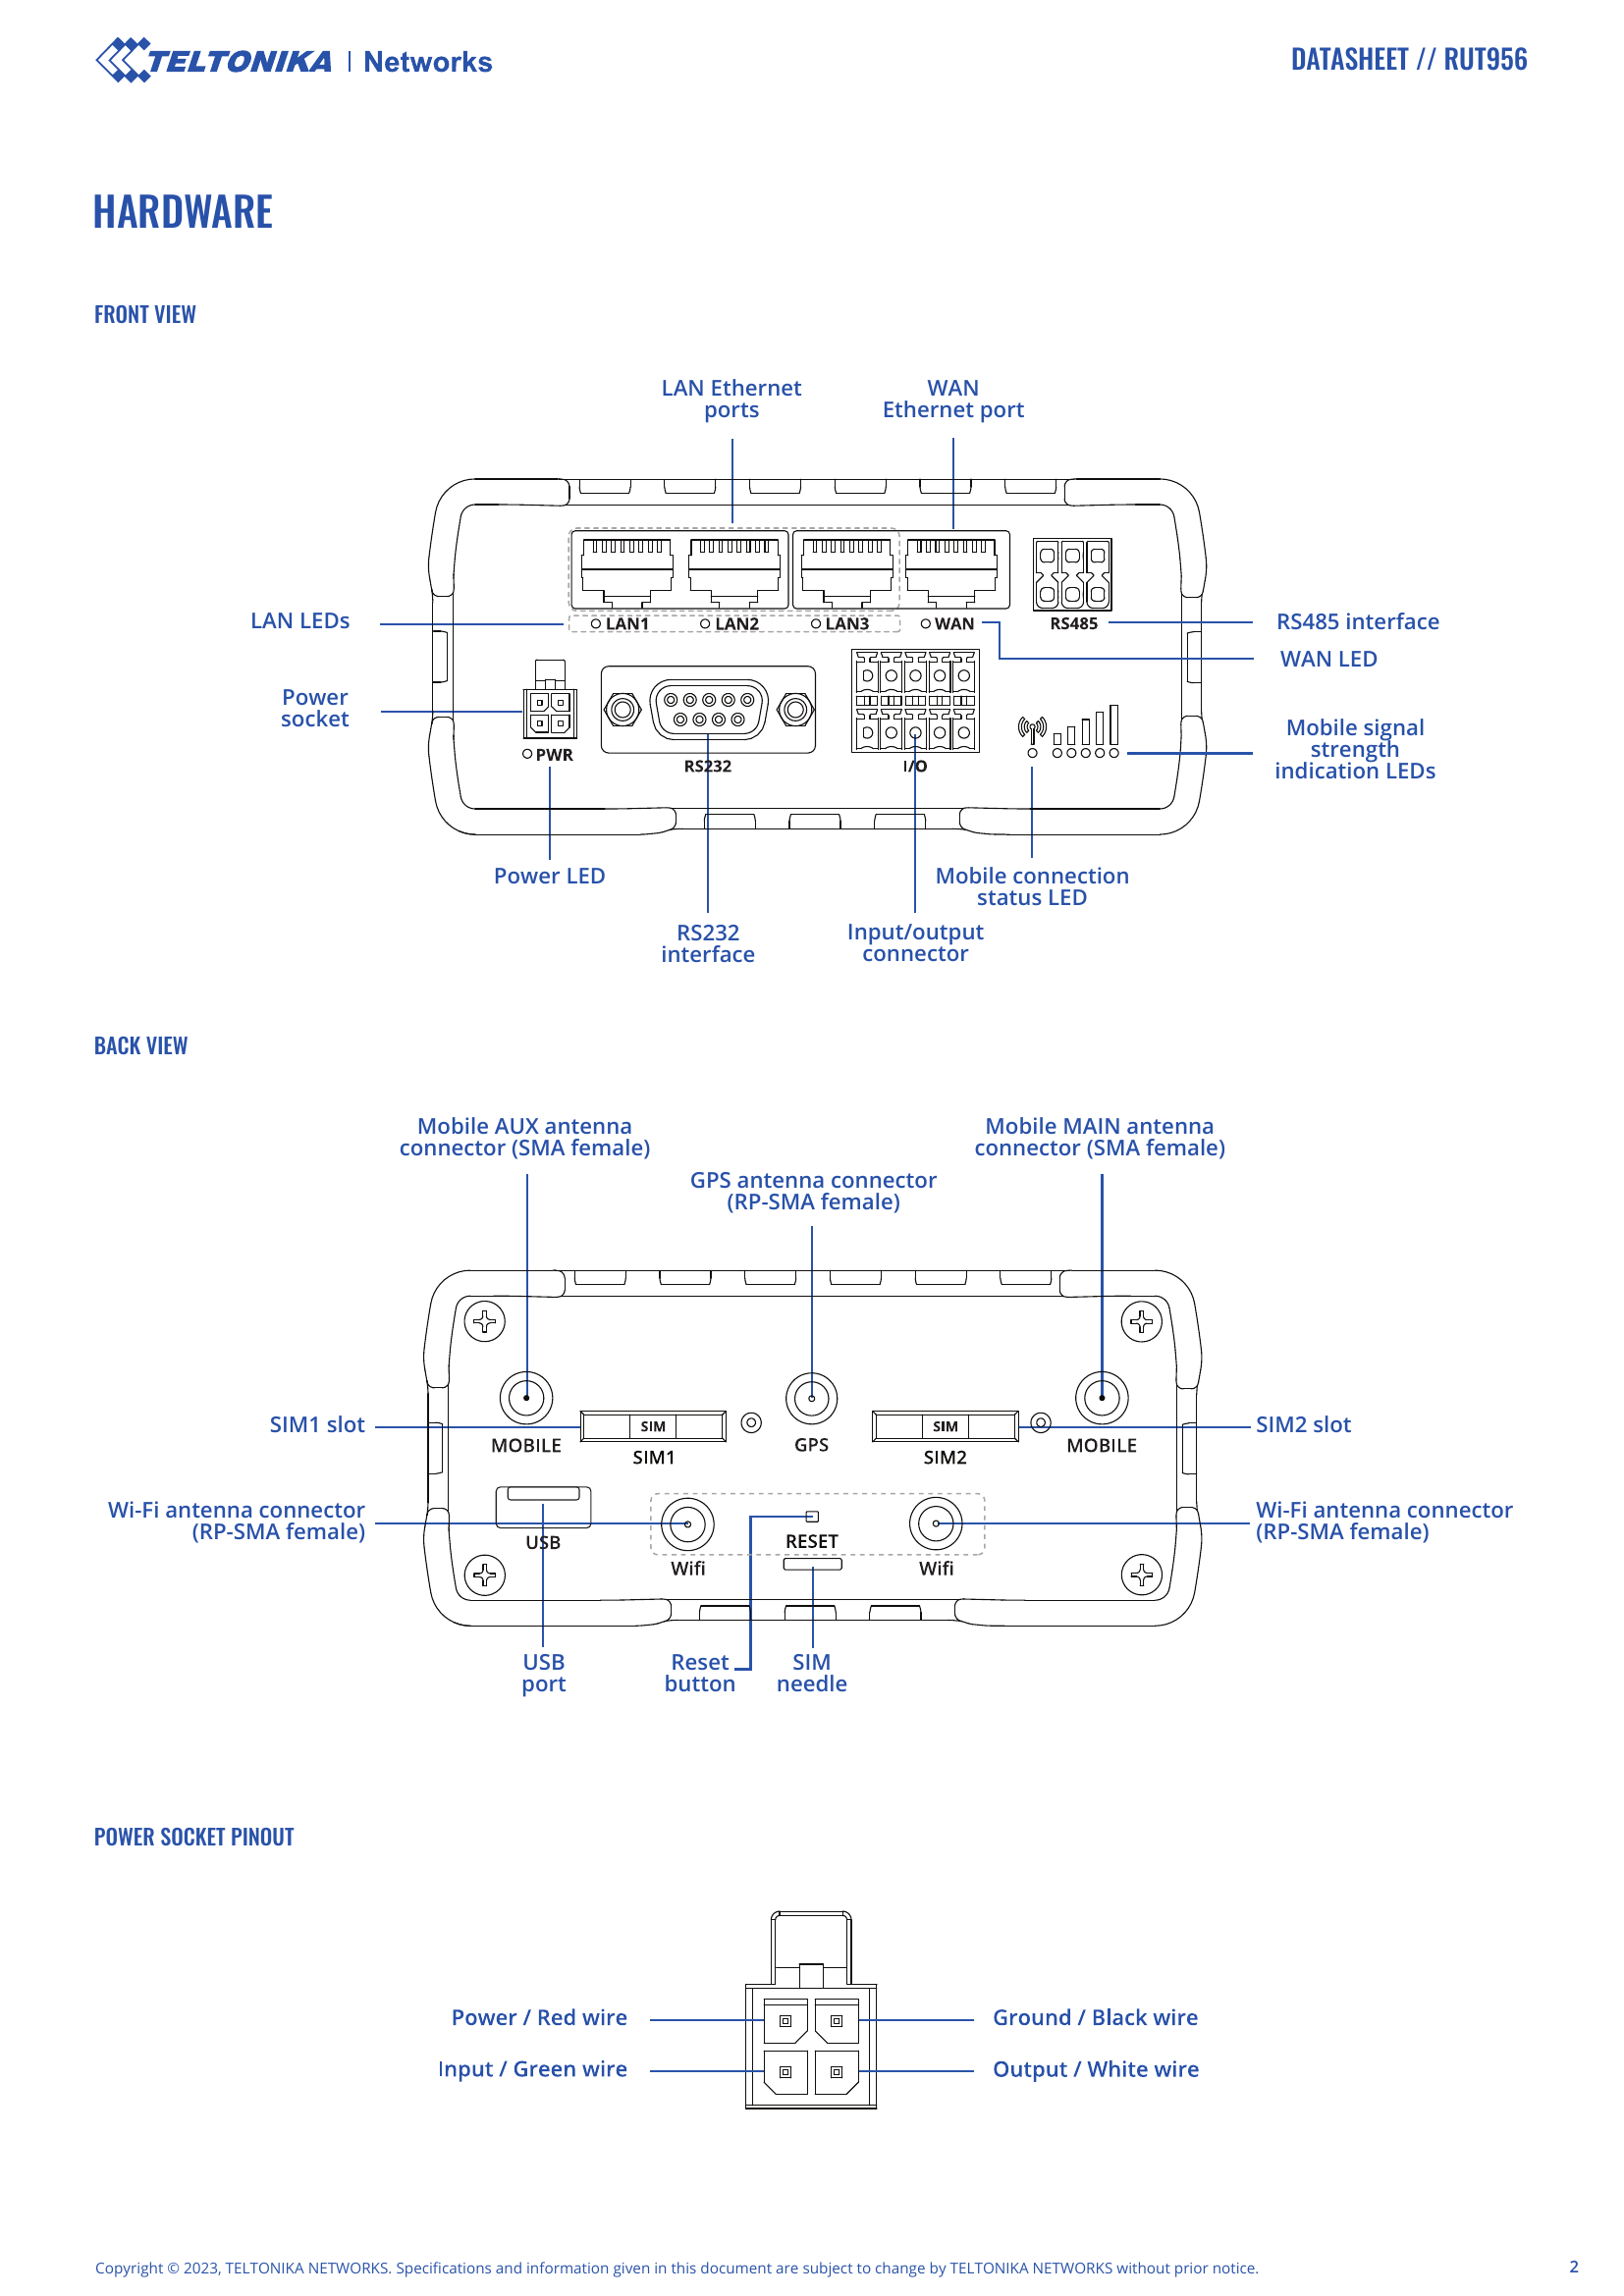 TELTONIKA | Networks
DATASHEET // RUT956
HARDWARE
FRONT VIEW
LAN Ethernet
ports
WAN
Ethernet port
LAN LEDs
LAN1
LAN2
LAN3
WAN
RS485
RS485 interface
WAN LED
Power
socket
PWR
RS232
I/O
Mobile signal
strength
indication LEDs
Power LED
Mobile connection
status LED
RS232
interface
Input/output
connector
BACK VIEW
Mobile AUX antenna
connector (SMA female)
Mobile MAIN antenna
connector (SMA female)
GPS antenna connector
(RP-SMA female)
SIM1 slot
MOBILE
SIM
SIM1
GPS
SIM
SIM2
MOBILE
SIM2 slot
Wi-Fi antenna connector
(RP-SMA female)
USB
Wifi
RESET
Wifi
Wi-Fi antenna connector
(RP-SMA female)
USB
port
Reset
button
SIM
needle
POWER SOCKET PINOUT
Power / Red wire
Ground / Black wire
Input / Green wire
Output / White wire
Copyright © 2023, TELTONIKA NETWORKS. Specifications and information given in this document are subject to change by TELTONIKA NETWORKS without prior notice.
2